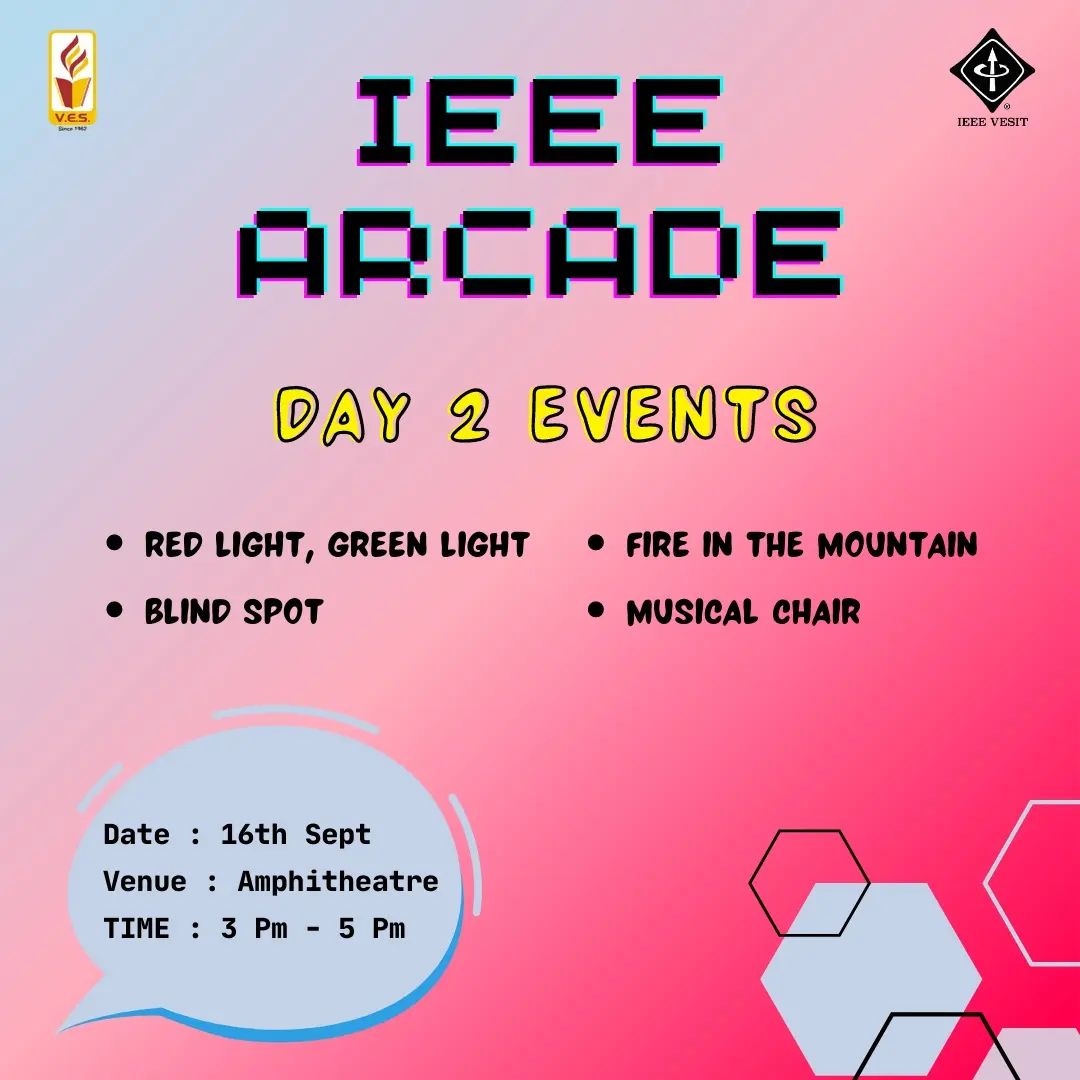 V.E.S.
Since 1962
IEEE VESIT
IEEE
ARCADE
DAY 2 EVENTS
• RED LIGHT, GREEN LIGHT
• BLIND SPOT
• FIRE IN THE MOUNTAIN
• MUSICAL CHAIR
Date : 16th Sept
Venue : Amphitheatre
TIME : 3 Pm - 5 Pm